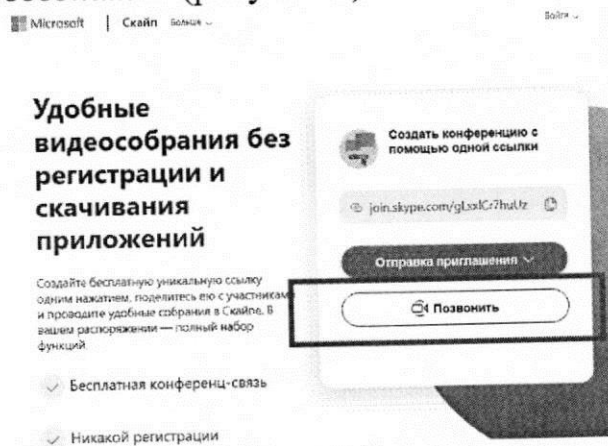 Microsoft | Скайп Больше
Войти
Удобные
видеособрания без
регистрации и
скачивания
приложений
Создайте бесплатную уникальную ссылку
одним нажатием, поделитесь ею с участниками
и проводите удобные собрания в Скайпе. В
вашем распоряжении — полный набор
функций.
Бесплатная конференц-связь
Никакой регистрации
Создать конференцию с
помощью одной ссылки
Отправка приглашения
Позвонить